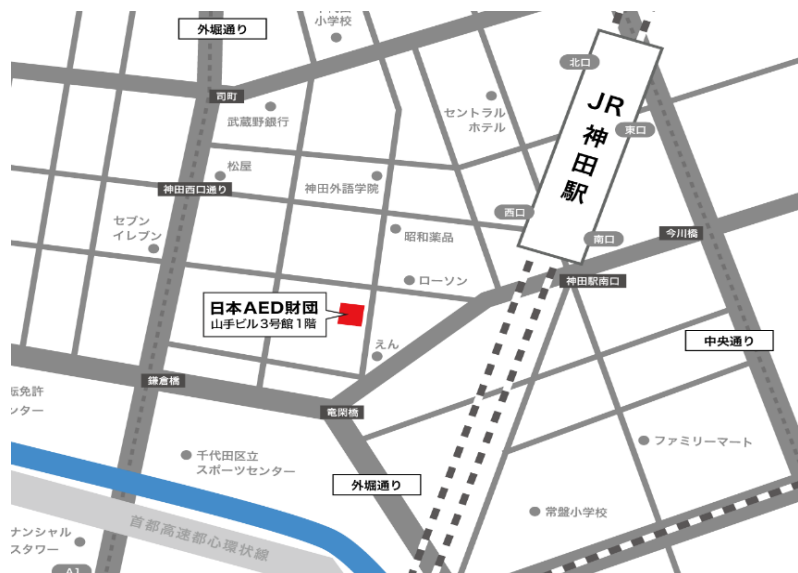 外堀通り
小学校
北口
司町
武蔵野銀行
セントラル
ホテル
JR
神田駅
東口
松屋
神田外語学院
神田西口通り
西口
セブン
イレブン
昭和薬品
南口
今川橋
ローソン
神田駅南口
日本AED財団
山手ビル3号館1階
えん
中央通り
鎌倉橋
竜閑橋
転免許
ンター
千代田区立
スポーツセンター
ファミリーマート
外堀通り
常盤小学校
首都高速都心環状線
ナンシャル
スタワー
A1